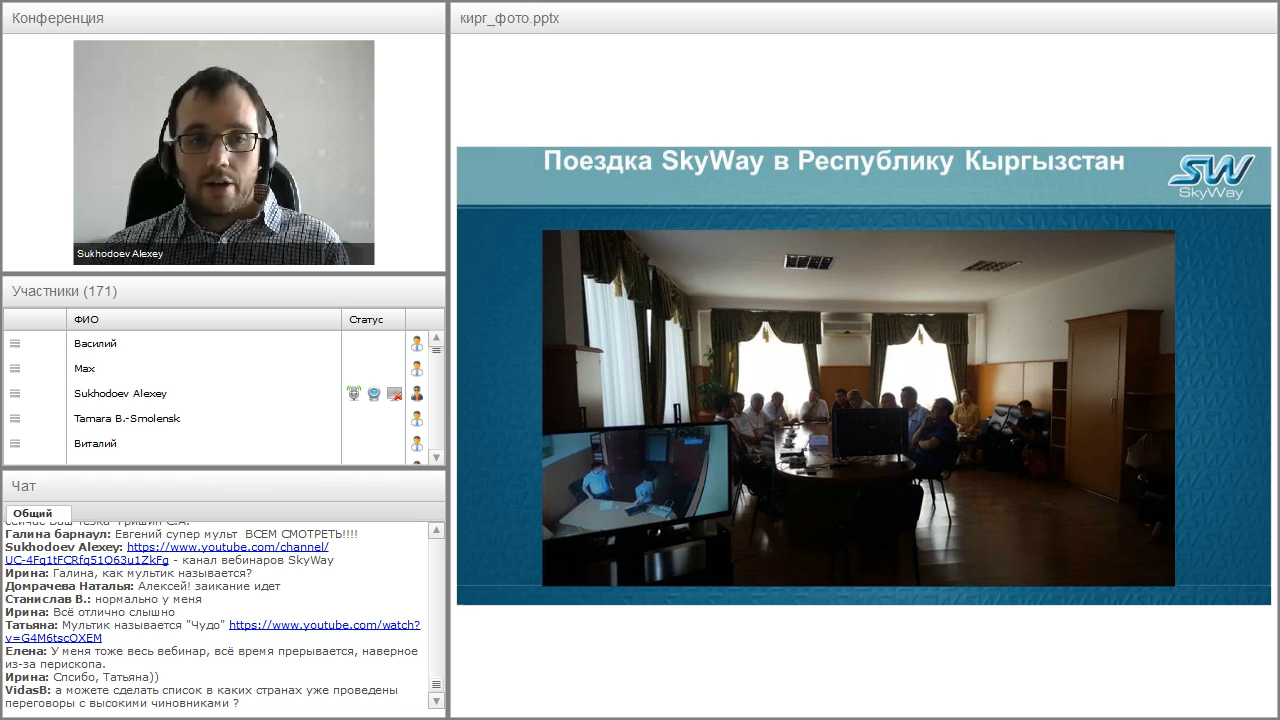 Конференция
Sukhodoev Alexey
Участники (171)
ФИО Статус
Василий
Max
Sukhodoev Alexey
Tamara B.-Smolensk
Виталий
Чат
Общий
сейчас Ваш тезка Гришин С.А.
Галина барнаул: Евгений супер мульт ВСЕМ СМОТРЕТЬ!!!!
Sukhodoev Alexey: https://www.youtube.com/channel/
UC-4Fq1tFCRfq51O63u1ZkFg - канал вебинаров SkyWay
Ирина: Галина, как мультик называется?
Домрачева Наталья: Алексей! заикание идет
Станислав В.: нормально у меня
Ирина: Всё отлично слышно
Татьяна: Мультик называется "Чудо" https://www.youtube.com/watch?
v=G4M6tscOXEM
Елена: У меня тоже весь вебинар, всё время прерывается, наверное
из-за перископа.
Ирина: Спсибо, Татьяна))
VidasB: а можете сделать список в каких странах уже проведены
переговоры с высокими чиновниками ?
кирг_фото.pptx
Поездка SkyWay в Республику Кыргызстан
SW
SkyWay